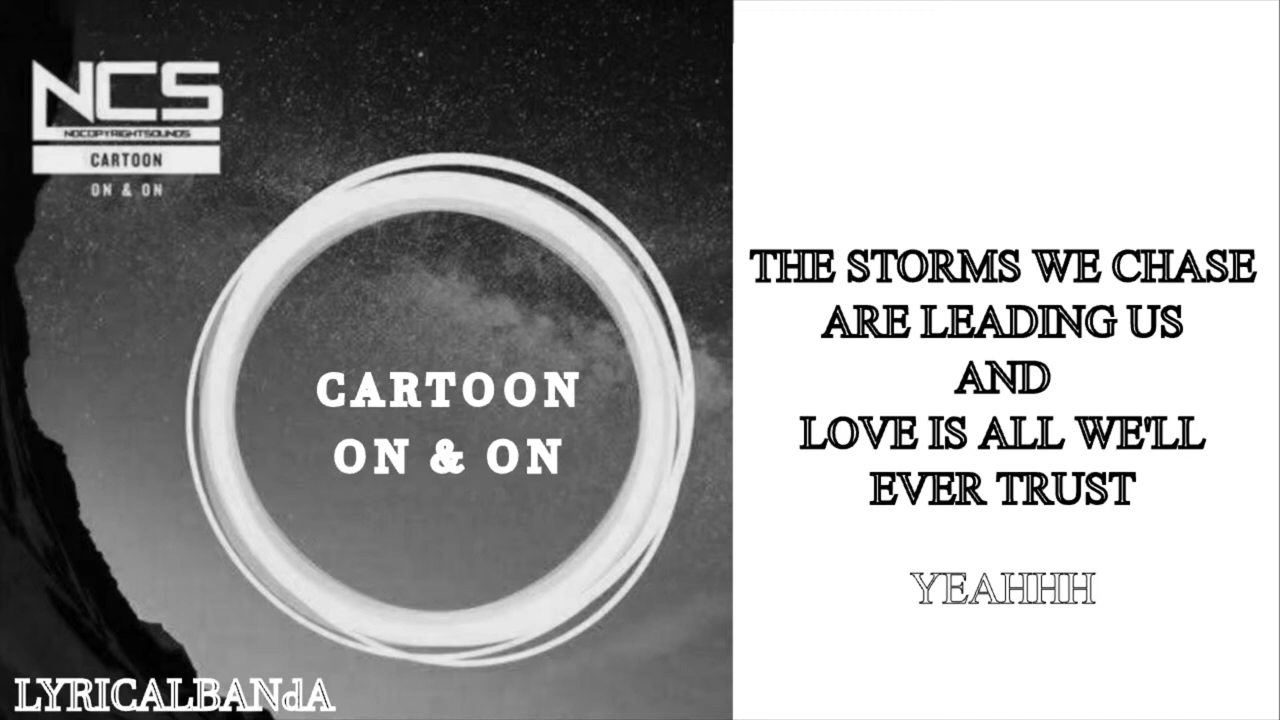 NCS
NOCOPYRIGHTSOUNDS
CARTOON
ON & ON
CARTOON
ON & ON
LYRICALBANdA
THE STORMS WE CHASE
ARE LEADING US
AND
LOVE IS ALL WE'LL
EVER TRUST
YEAHHH